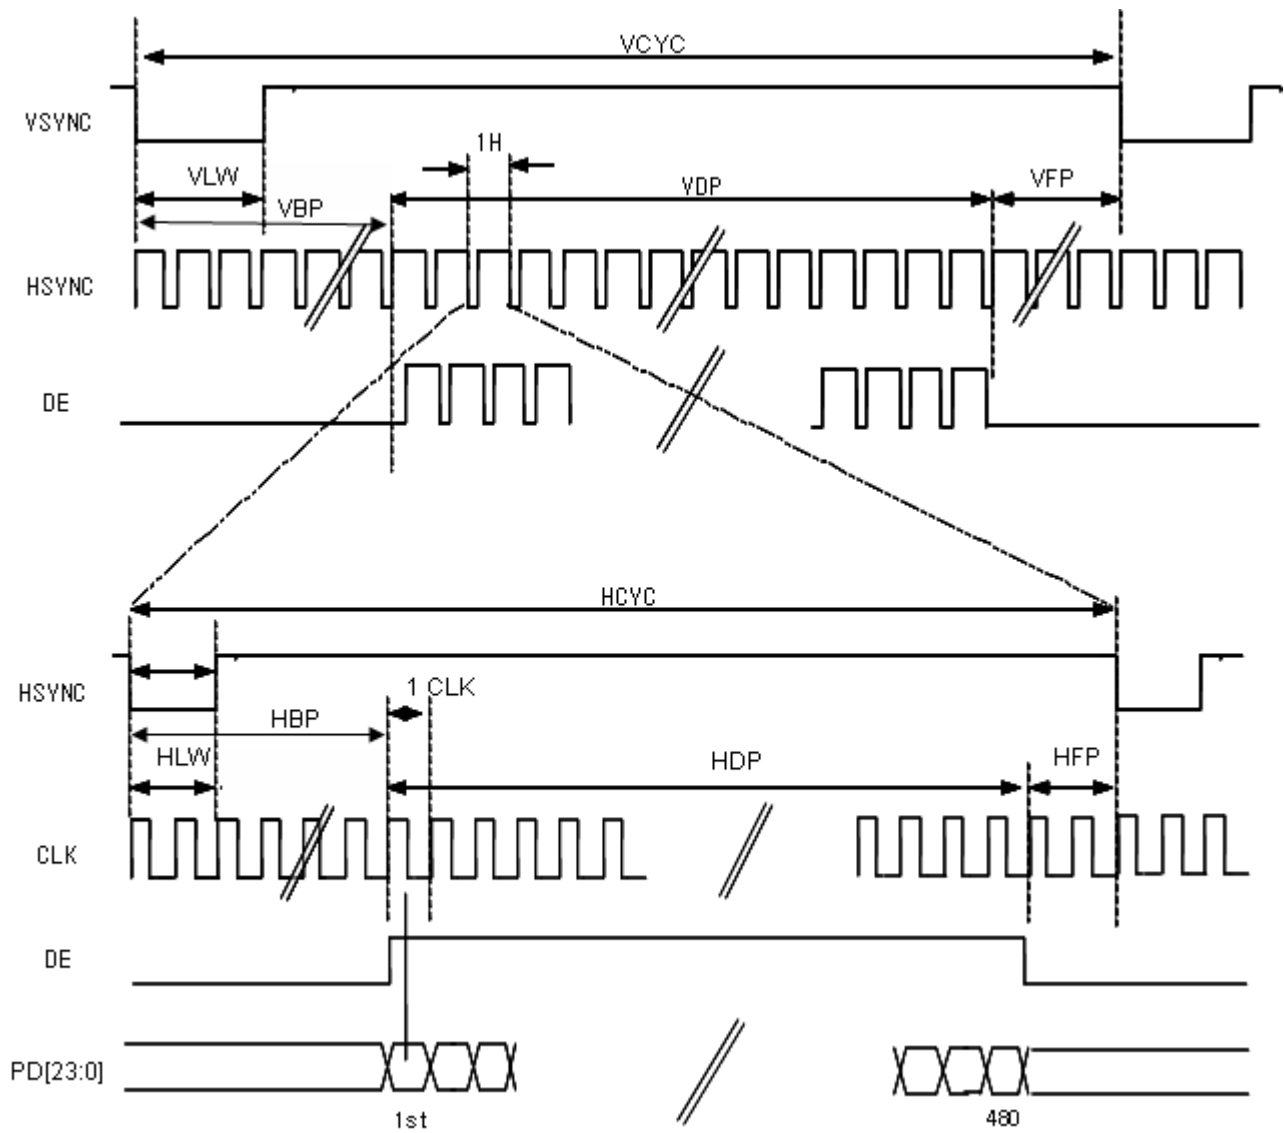 VCYC
VSYNC
1H
VLW
VDP
VFP
VBP
HSYNC
DE
HCYC
HSYNC
1 CLK
HBP
HLW
HDP
HFP
CLK
DE
PD[23:0]
1st
480